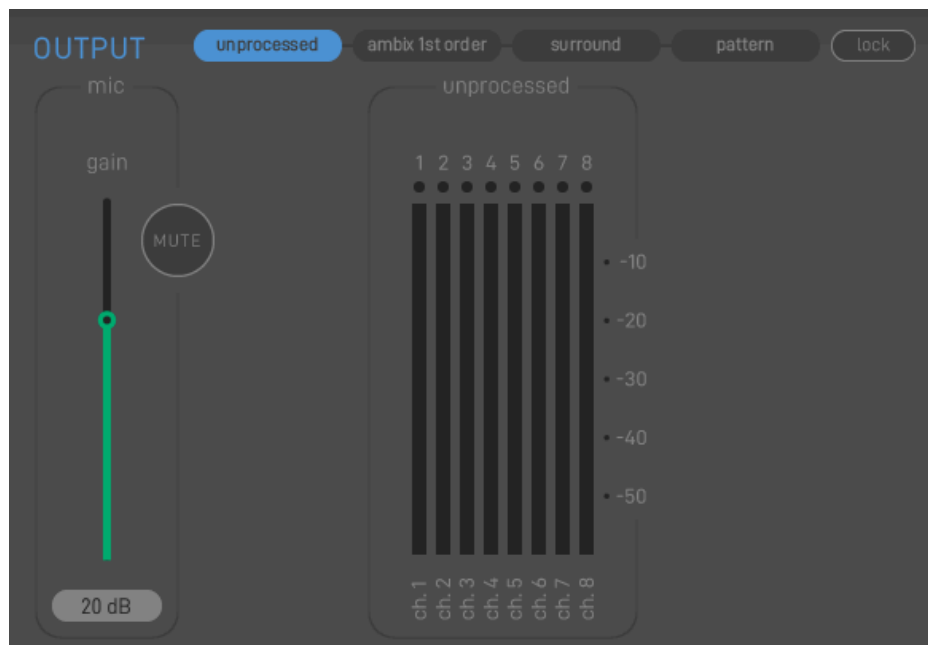 OUTPUT unprocessed ambix 1st order surround pattern lock
mic unprocessed
gain 1 2 3 4 5 6 7 8
MUTE
-10
-20
-30
-40
-50
20 dB ch. 1 ch. 2 ch. 3 ch. 4 ch. 5 ch. 6 ch. 7 ch. 8